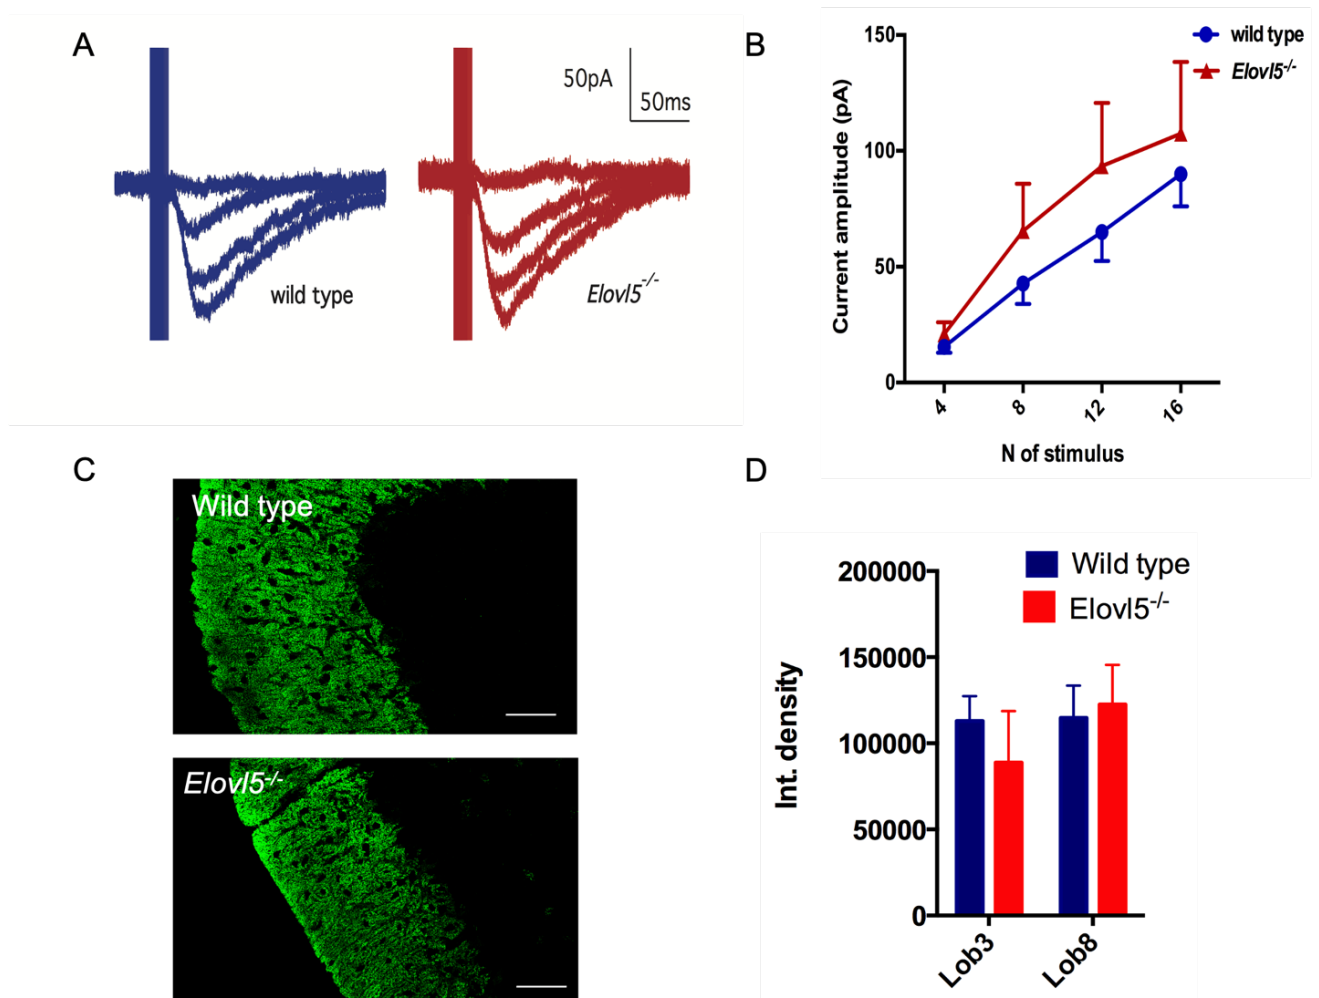 A
50pA
50ms
wild type
Elovl5-/-
B
150
100
50
0
Current amplitude (pA)
4
8
12
16
N of stimulus
wild type
Elovl5-/-
C
Wild type
Elovl5-/-
D
Wild type
Elovl5-/-
200000
150000
100000
50000
0
Int. density
Lob3
Lob8